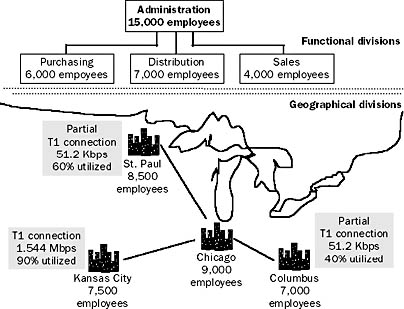 Administration
15,000 employees
Functional divisions
Purchasing
6,000 empoyees
Distribution
7,000 employees
Sales
4,000 employees
Geographical divisions
Partial
T1 connection
51.2 Kbps
60% utilized
St. Paul
8,500
employees
T1 connection
1.544 Mbps
90% utilized
Kansas City
7,500
employees
Chicago
9,000
employees
Partial
T1 connection
51.2 Kbps
40% utilized
Columbus
7,000
employees